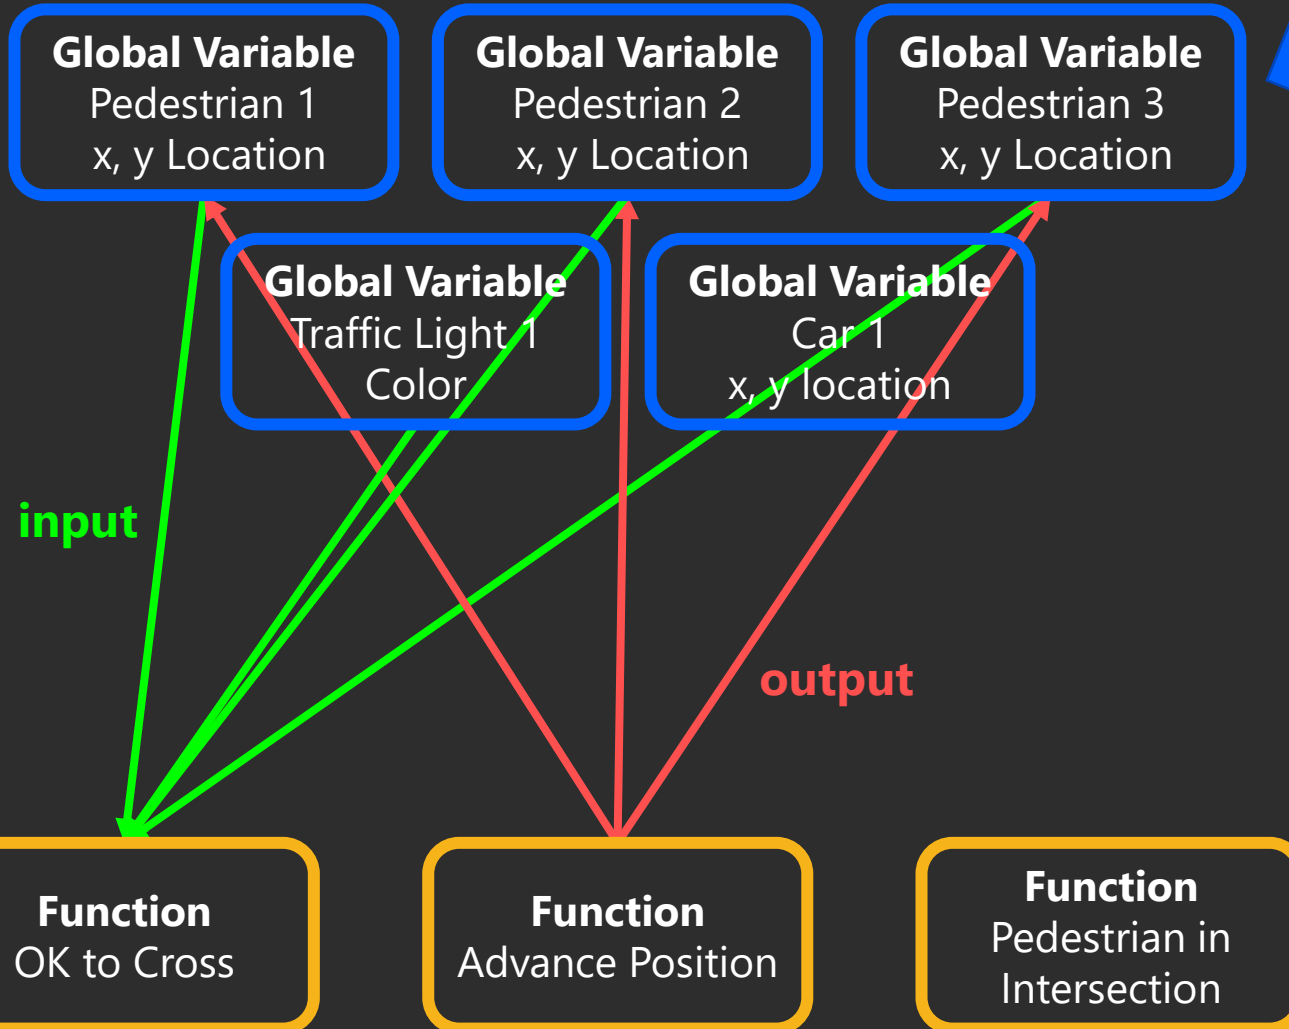 Global Variable
Pedestrian 1
x, y Location
Global Variable
Pedestrian 2
x, y Location
Global Variable
Pedestrian 3
x, y Location
Global Variable
Traffic Light 1
Color
Global Variable
Car 1
x, y location
input
output
Function
OK to Cross
Function
Advance Position
Function
Pedestrian in
Intersection